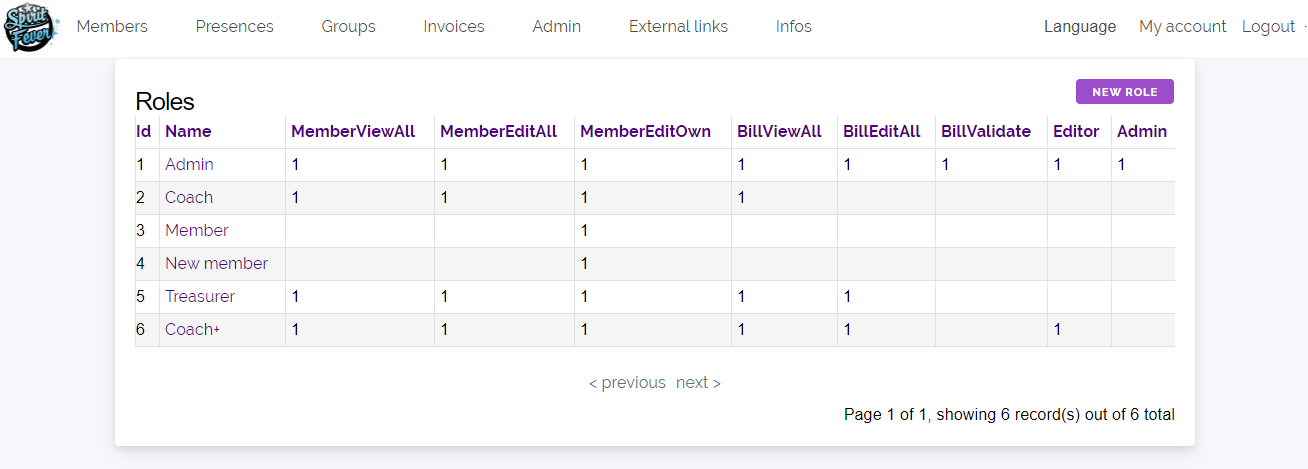 Spirit Fever Members Presences Groups Invoices Admin External links Infos Language My account Logout
Roles NEW ROLE
Id Name MemberViewAll MemberEditAll MemberEditOwn BillViewAll BillEditAll BillValidate Editor Admin
1 Admin 1 1 1 1 1 1 1 1
2 Coach 1 1 1 1
3 Member 1
4 New member 1
5 Treasurer 1 1 1 1 1
6 Coach+ 1 1 1 1 1 1
< previous next >
Page 1 of 1, showing 6 record(s) out of 6 total